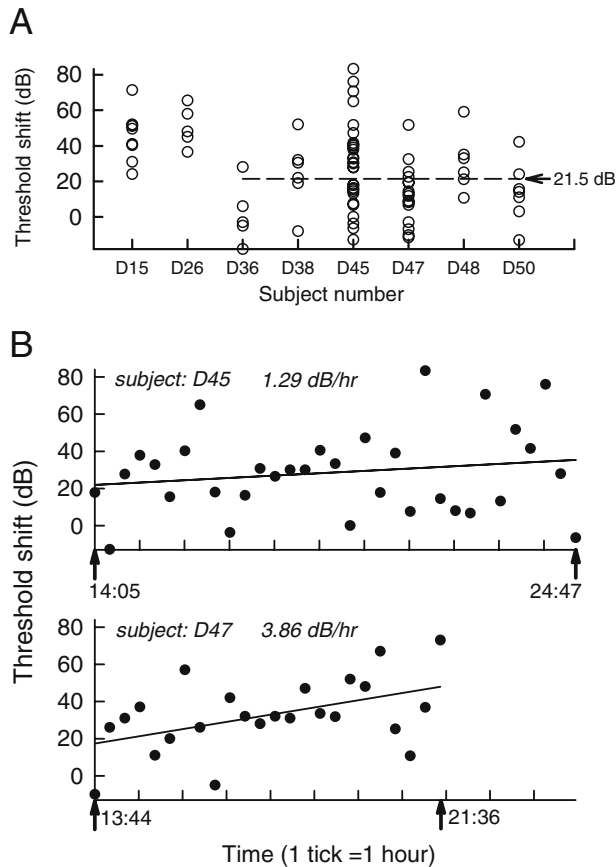 A
Threshold shift (dB)
80
60
40
20
0
21.5 dB
D15 D26 D36 D38 D45 D47 D48 D50
Subject number
B
Threshold shift (dB)
subject: D45 1.29 dB/hr
80
60
40
20
0
14:05 24:47
subject: D47 3.86 dB/hr
80
60
40
20
0
13:44 21:36
Time (1 tick =1 hour)